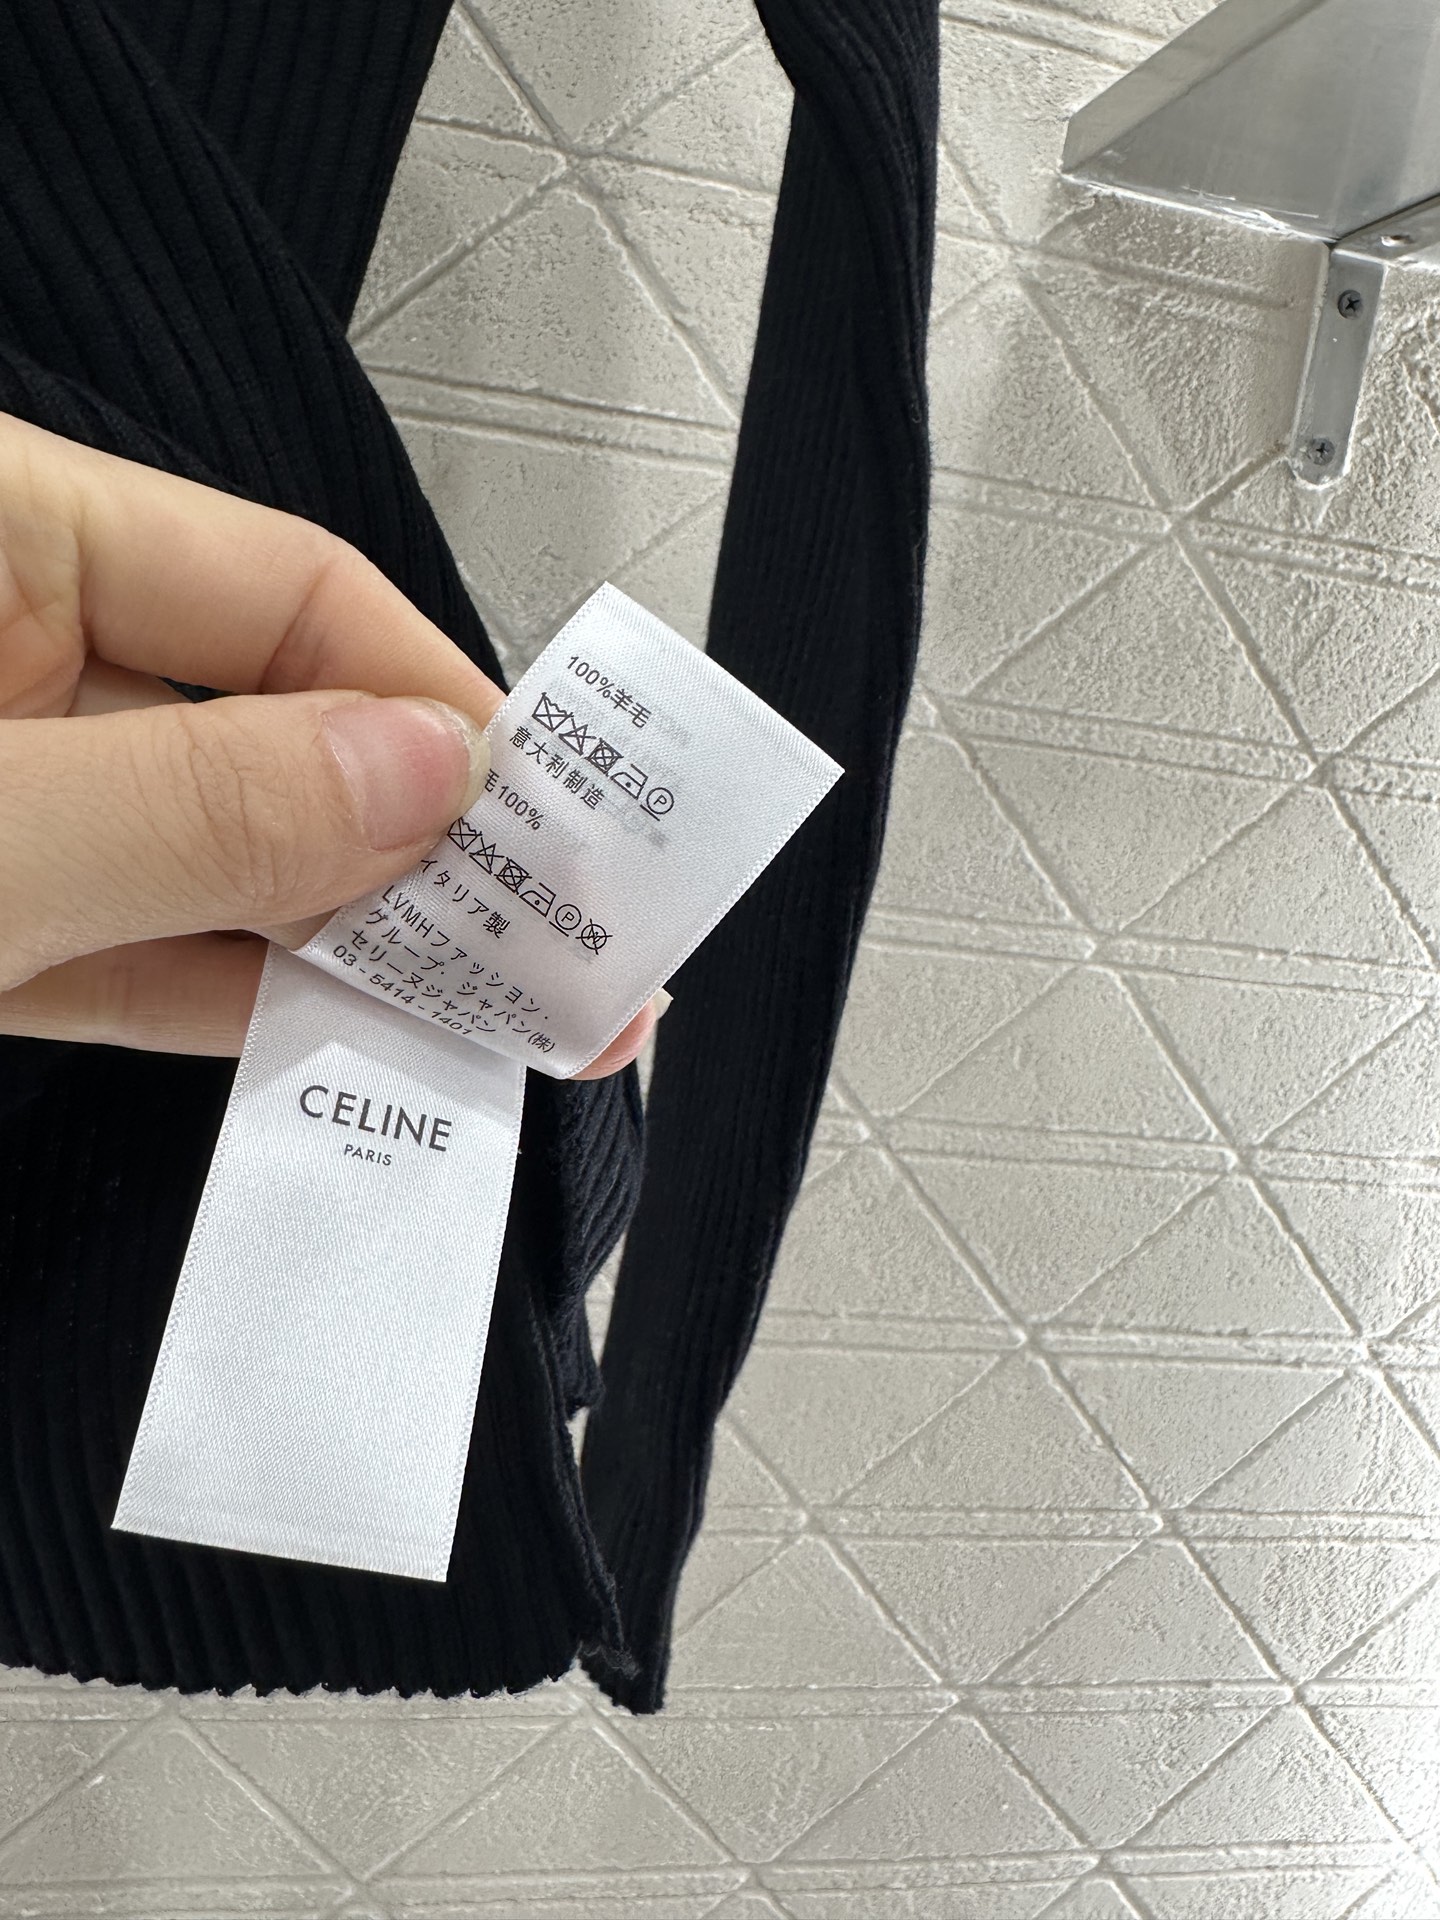 100%羊毛
意大利制造
毛100%
イタリア製
LVMHファッション・
グループ・ジャパン(株)
セリーヌジャパン
03-5414-1401
CELINE
PARIS